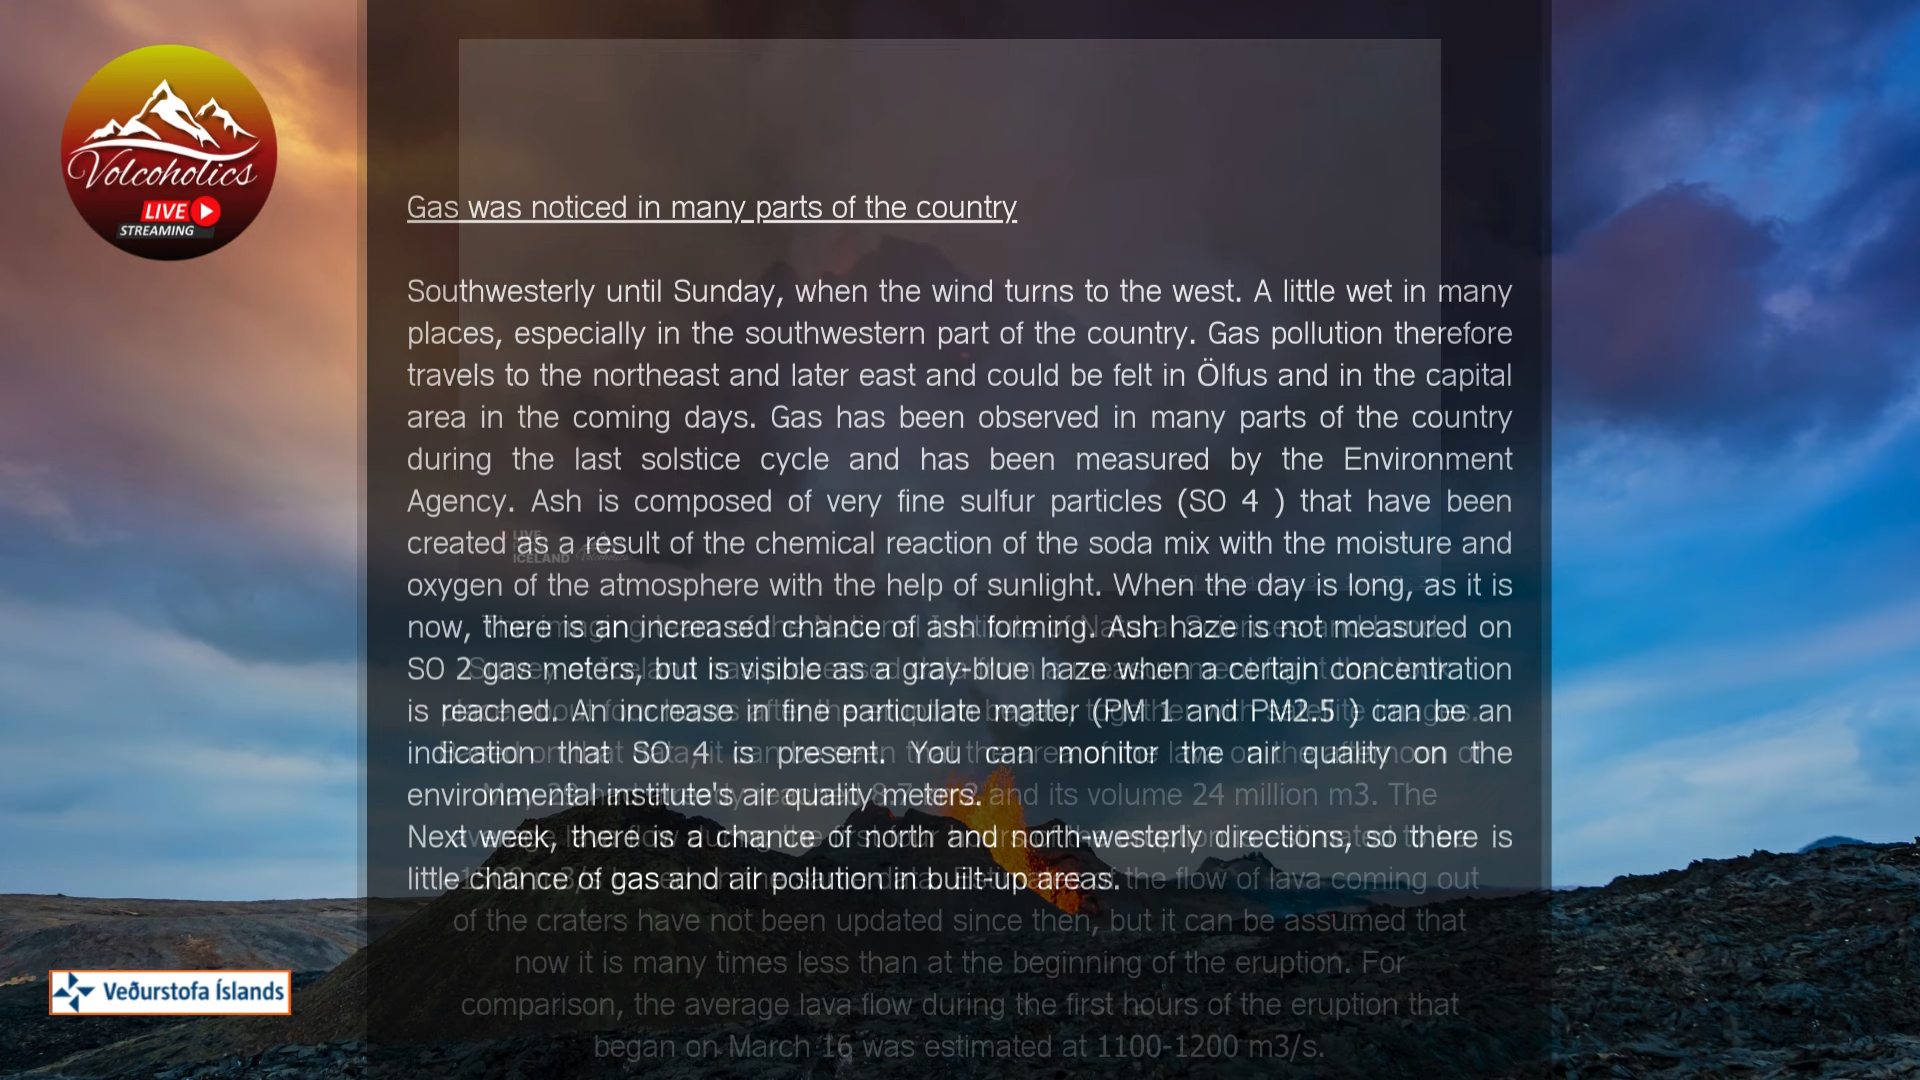 Volcoholics
LIVE
STREAMING
Gas was noticed in many parts of the country
Southwesterly until Sunday, when the wind turns to the west. A little wet in many
places, especially in the southwestern part of the country. Gas pollution therefore
travels to the northeast and later east and could be felt in Ölfus and in the capital
area in the coming days. Gas has been observed in many parts of the country
during the last solstice cycle and has been measured by the Environment
Agency. Ash is composed of very fine sulfur particles (SO 4 ) that have been
created as a result of the chemical reaction of the soda mix with the moisture and
oxygen of the atmosphere with the help of sunlight. When the day is long, as it is
now, there is an increased chance of ash forming. Ash haze is not measured on
SO 2 gas meters, but is visible as a gray-blue haze when a certain concentration
is reached. An increase in fine particulate matter (PM 1 and PM2.5 ) can be an
indication that SO 4 is present. You can monitor the air quality on the
environmental institute's air quality meters.
Next week, there is a chance of north and north-westerly directions, so there is
little chance of gas and air pollution in built-up areas.
LIVE
ICELAND
and its volume 24 million m3. The
the flow of lava coming out
of the craters have not been updated since then, but it can be assumed that
now it is many times less than at the beginning of the eruption. For
comparison, the average lava flow during the first hours of the eruption that
began on March 16 was estimated at 1100-1200 m3/s.
Veðurstofa Íslands